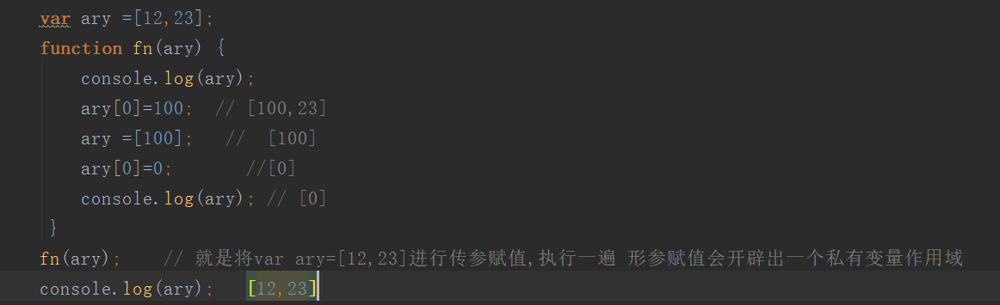 var ary =[12,23];
function fn(ary) {
console.log(ary);
ary[0]=100;  // [100,23]
ary =[100];   //  [100]
ary[0]=0;       //[0]
console.log(ary); // [0]
}
fn(ary);    // 就是将var ary=[12,23]进行传参赋值,执行一遍 形参赋值会开辟出一个私有变量作用域
console.log(ary);   [12,23]